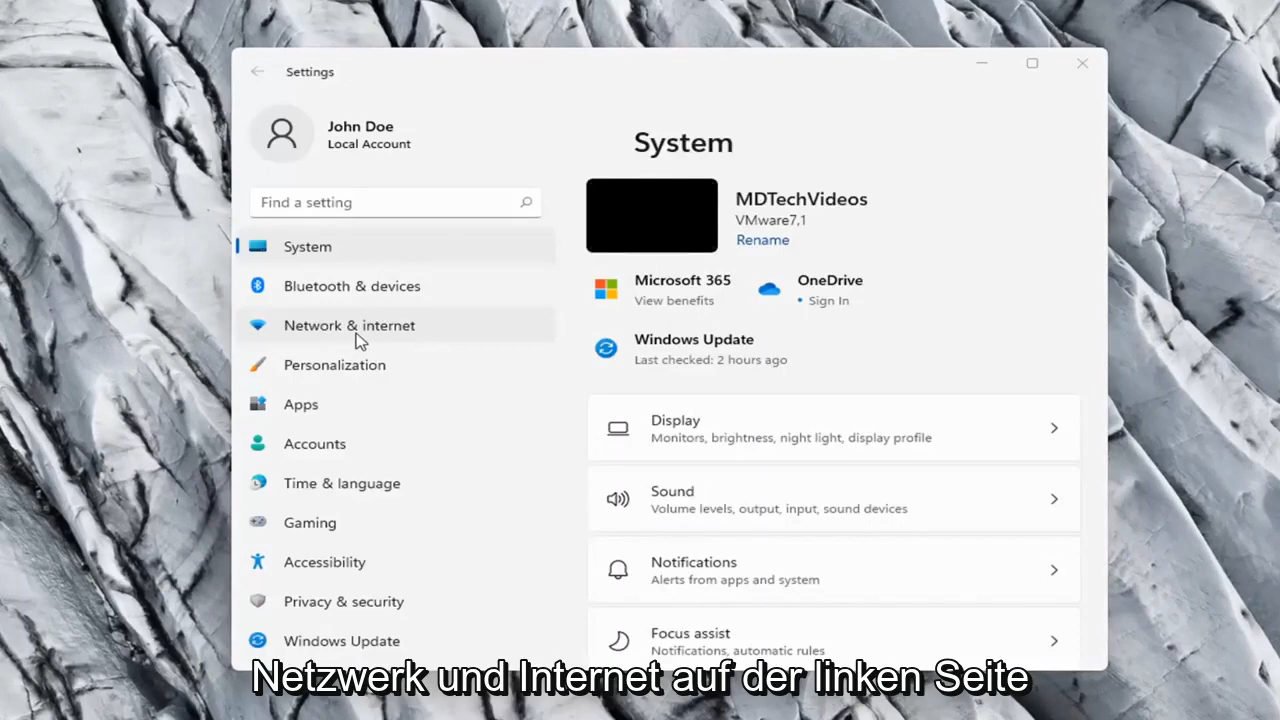 Settings
John Doe
Local Account
Find a setting
System
Bluetooth & devices
Network & internet
Personalization
Apps
Accounts
Time & language
Gaming
Accessibility
Privacy & security
Windows Update
System
MDTechVideos
VMware7,1
Rename
Microsoft 365
View benefits
OneDrive
• Sign In
Windows Update
Last checked: 2 hours ago
Display
Monitors, brightness, night light, display profile
Sound
Volume levels, output, input, sound devices
Notifications
Alerts from apps and system
Focus assist
Notifications, automatic rules
Netzwerk und Internet auf der linken Seite